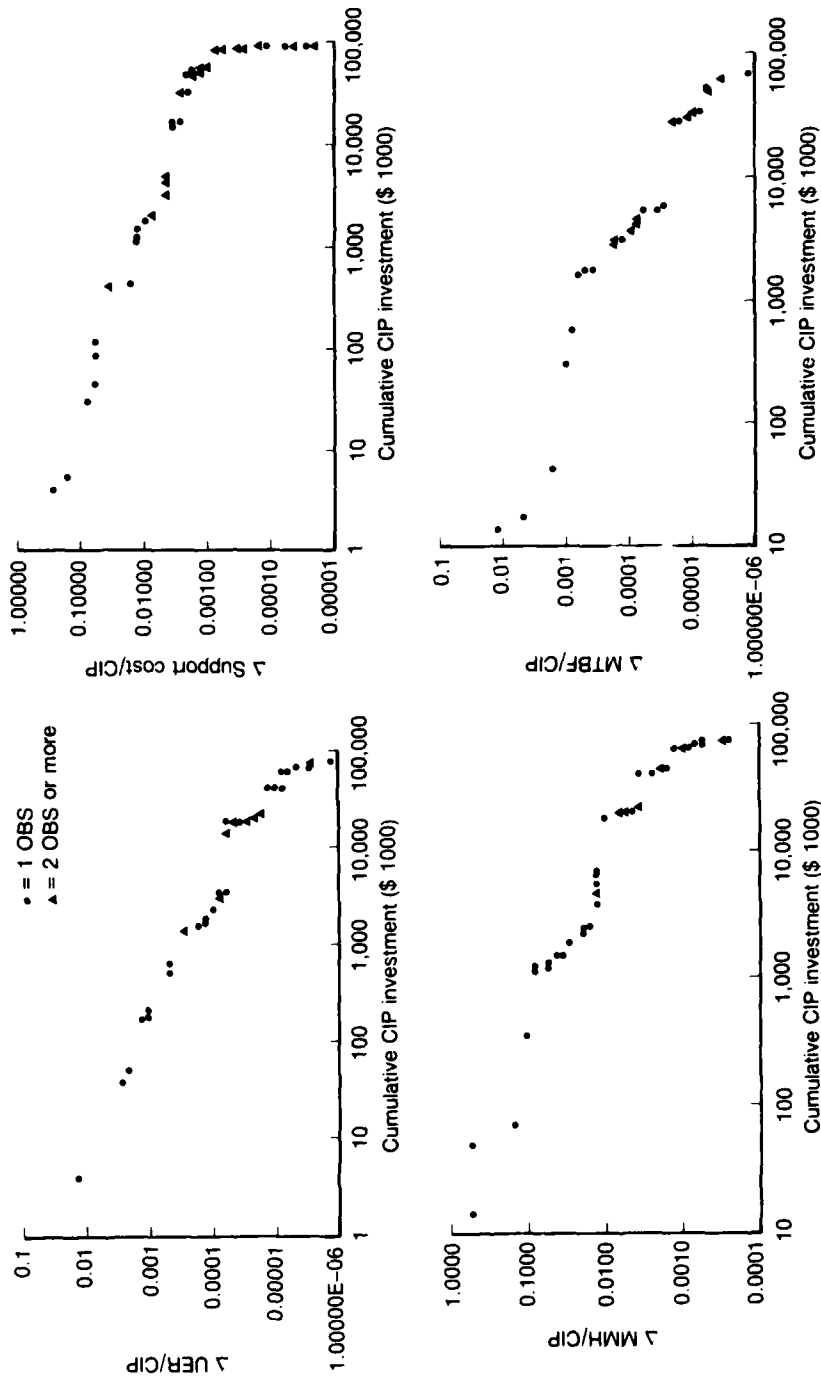 ● = 1 OBS
▲ = 2 OBS or more
Δ UER/CIP
0.1
0.01
0.001
0.0001
0.00001
1.00000E-06
1 10 100 1,000 10,000 100,000
Cumulative CIP investment ($ 1000)
Δ Support cost/CIP
1.00000
0.10000
0.01000
0.00100
0.00010
0.00001
1 10 100 1,000 10,000 100,000
Cumulative CIP investment ($ 1000)
Δ MMH/CIP
1.0000
0.1000
0.0100
0.0010
0.0001
10 100 1,000 10,000 100,000
Cumulative CIP investment ($ 1000)
Δ MTBF/CIP
0.1
0.01
0.001
0.0001
0.00001
1.00000E-06
10 100 1,000 10,000 100,000
Cumulative CIP investment ($ 1000)